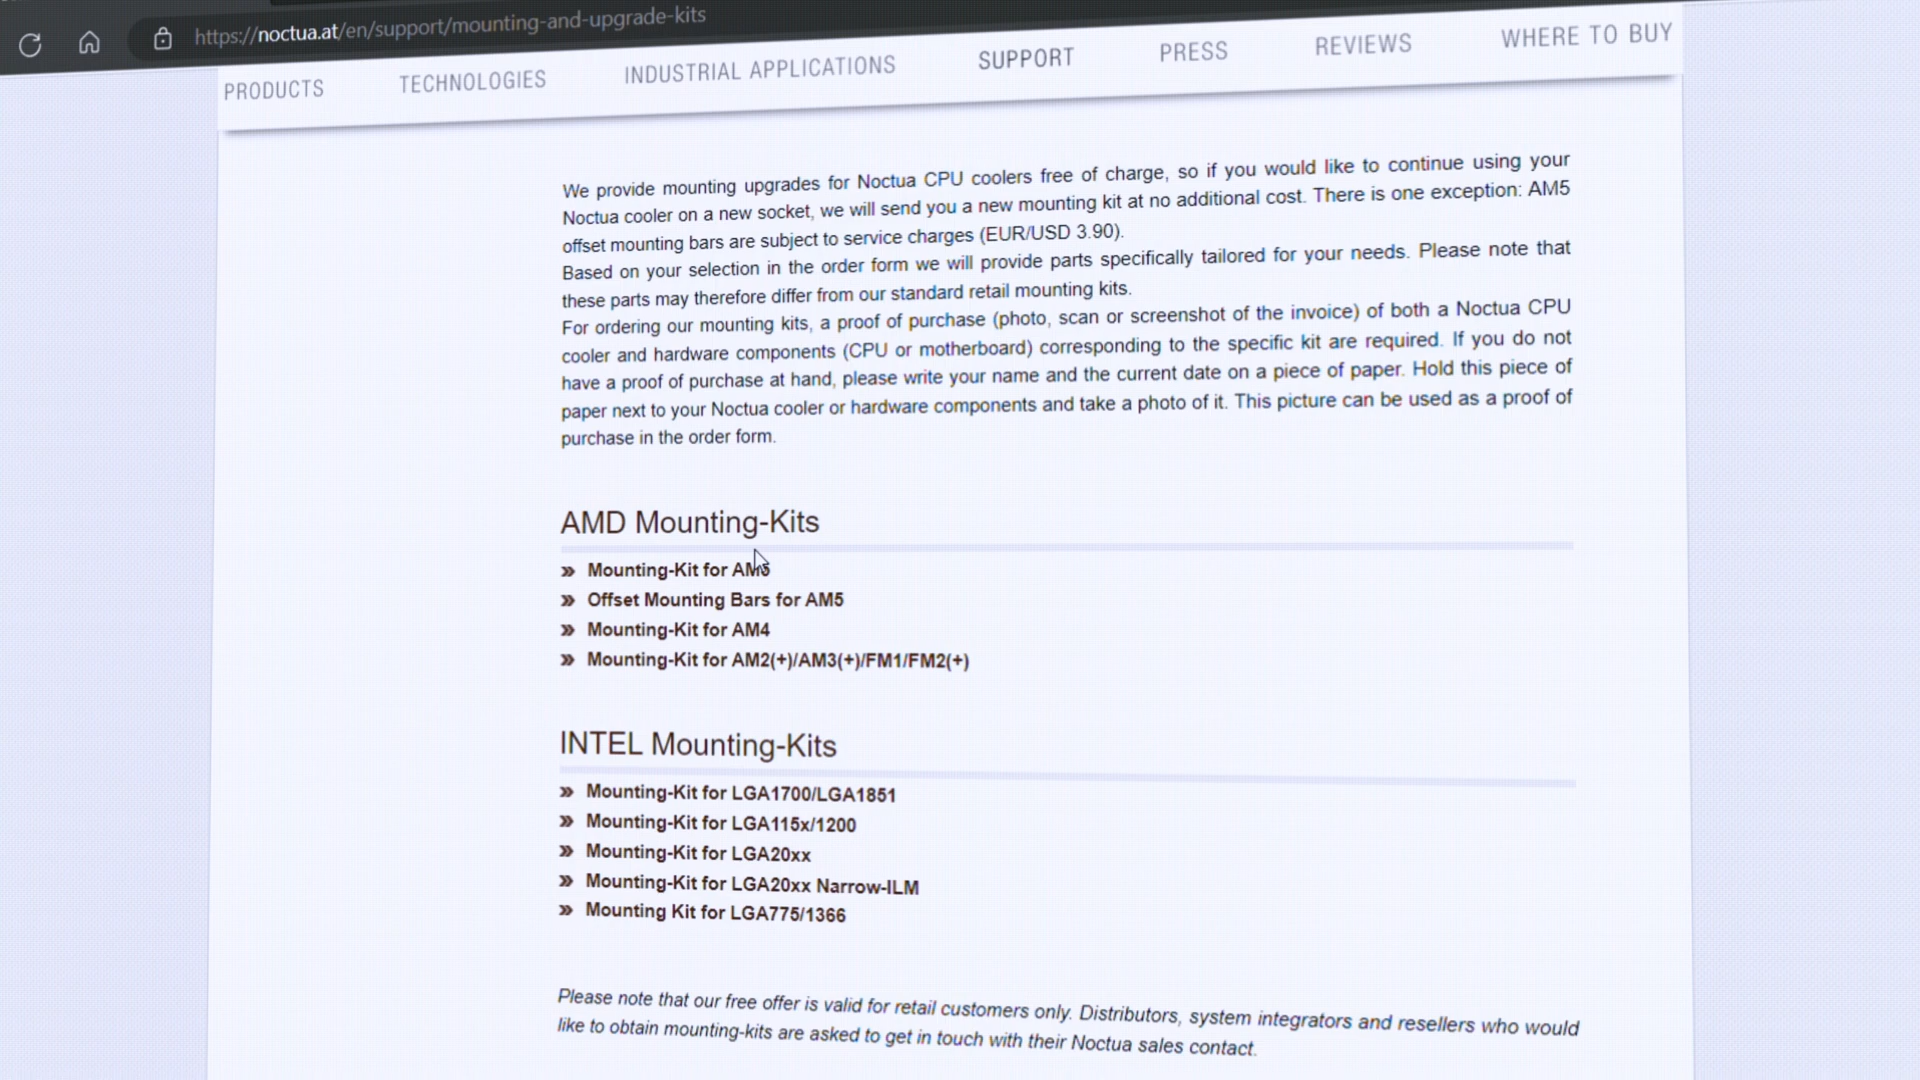 https://noctua.at/en/support/mounting-and-upgrade-kits
PRODUCTS TECHNOLOGIES INDUSTRIAL APPLICATIONS SUPPORT PRESS REVIEWS WHERE TO BUY
We provide mounting upgrades for Noctua CPU coolers free of charge, so if you would like to continue using your
Noctua cooler on a new socket, we will send you a new mounting kit at no additional cost. There is one exception: AM5
offset mounting bars are subject to service charges (EUR/USD 3.90).
Based on your selection in the order form we will provide parts specifically tailored for your needs. Please note that
these parts may therefore differ from our standard retail mounting kits.
For ordering our mounting kits, a proof of purchase (photo, scan or screenshot of the invoice) of both a Noctua CPU
cooler and hardware components (CPU or motherboard) corresponding to the specific kit are required. If you do not
have a proof of purchase at hand, please write your name and the current date on a piece of paper. Hold this piece of
paper next to your Noctua cooler or hardware components and take a photo of it. This picture can be used as a proof of
purchase in the order form.
AMD Mounting-Kits
» Mounting-Kit for AM5
» Offset Mounting Bars for AM5
» Mounting-Kit for AM4
» Mounting-Kit for AM2(+)/AM3(+)/FM1/FM2(+)
INTEL Mounting-Kits
» Mounting-Kit for LGA1700/LGA1851
» Mounting-Kit for LGA115x/1200
» Mounting-Kit for LGA20xx
» Mounting-Kit for LGA20xx Narrow-ILM
» Mounting Kit for LGA775/1366
Please note that our free offer is valid for retail customers only. Distributors, system integrators and resellers who would
like to obtain mounting-kits are asked to get in touch with their Noctua sales contact.